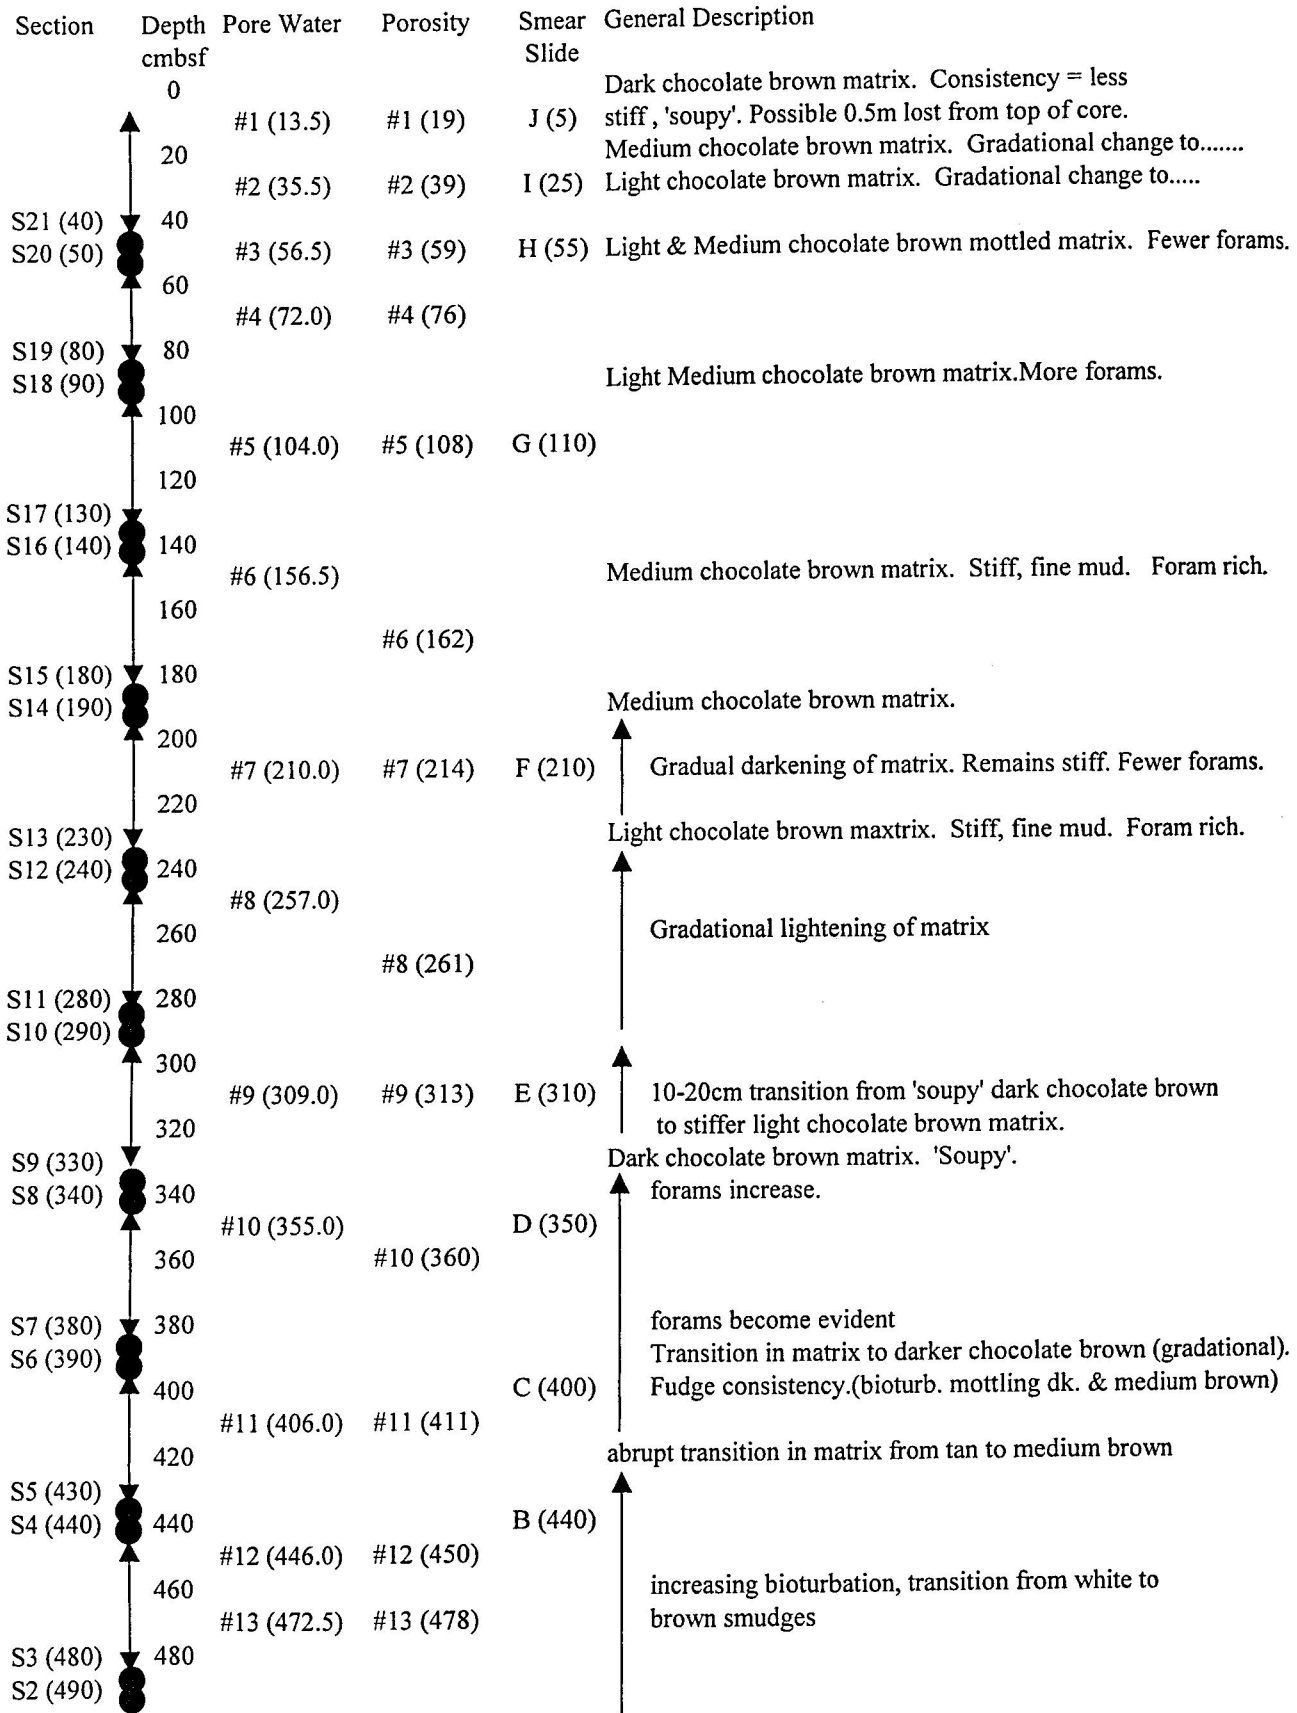 Section Depth Pore Water Porosity Smear General Description
cmbsf Slide
0 Dark chocolate brown matrix. Consistency = less
#1 (13.5) #1 (19) J (5) stiff , 'soupy'. Possible 0.5m lost from top of core.
20 Medium chocolate brown matrix. Gradational change to.......
#2 (35.5) #2 (39) I (25) Light chocolate brown matrix. Gradational change to.....
S21 (40) 40
S20 (50) #3 (56.5) #3 (59) H (55) Light & Medium chocolate brown mottled matrix. Fewer forams.
60
#4 (72.0) #4 (76)
S19 (80) 80
S18 (90) Light Medium chocolate brown matrix.More forams.
100
#5 (104.0) #5 (108) G (110)
120
S17 (130)
S16 (140) 140
#6 (156.5) Medium chocolate brown matrix. Stiff, fine mud. Foram rich.
160
#6 (162)
S15 (180) 180
S14 (190) Medium chocolate brown matrix.
200
#7 (210.0) #7 (214) F (210) Gradual darkening of matrix. Remains stiff. Fewer forams.
220
S13 (230) Light chocolate brown maxtrix. Stiff, fine mud. Foram rich.
S12 (240) 240
#8 (257.0)
260 Gradational lightening of matrix
#8 (261)
S11 (280) 280
S10 (290)
300
#9 (309.0) #9 (313) E (310) 10-20cm transition from 'soupy' dark chocolate brown
320 to stiffer light chocolate brown matrix.
S9 (330) Dark chocolate brown matrix. 'Soupy'.
S8 (340) 340 forams increase.
#10 (355.0) D (350)
360 #10 (360)
S7 (380) 380 forams become evident
S6 (390) Transition in matrix to darker chocolate brown (gradational).
400 C (400) Fudge consistency.(bioturb. mottling dk. & medium brown)
#11 (406.0) #11 (411)
420 abrupt transition in matrix from tan to medium brown
S5 (430)
S4 (440) 440 B (440)
#12 (446.0) #12 (450)
460 increasing bioturbation, transition from white to
#13 (472.5) #13 (478) brown smudges
S3 (480) 480
S2 (490)